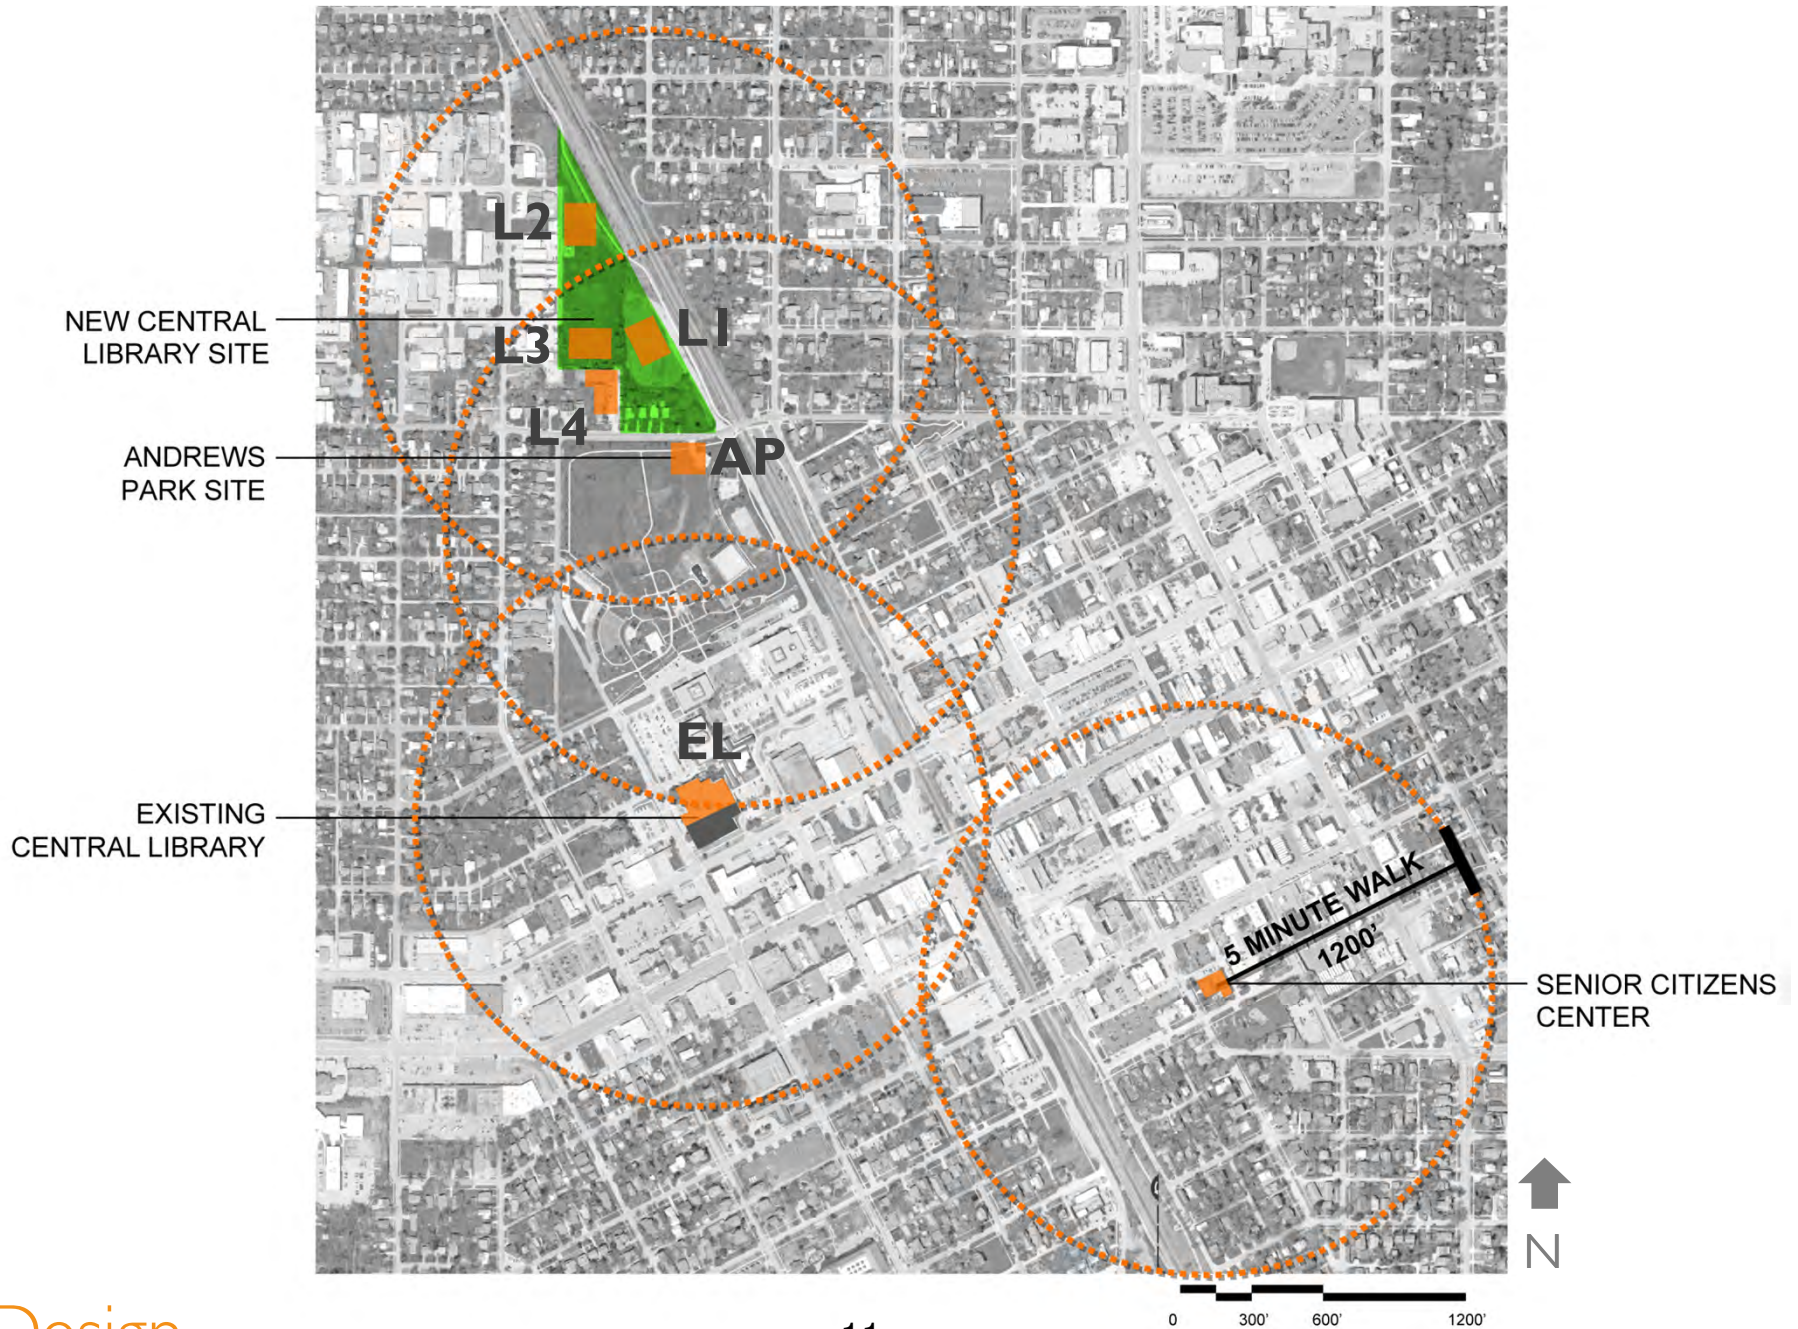 L2
NEW CENTRAL
LIBRARY SITE
L1
L3
L4
ANDREWS
PARK SITE
AP
EL
EXISTING
CENTRAL LIBRARY
5 MINUTE WALK
1200’
SENIOR CITIZENS
CENTER
N
0 300’ 600’ 1200’